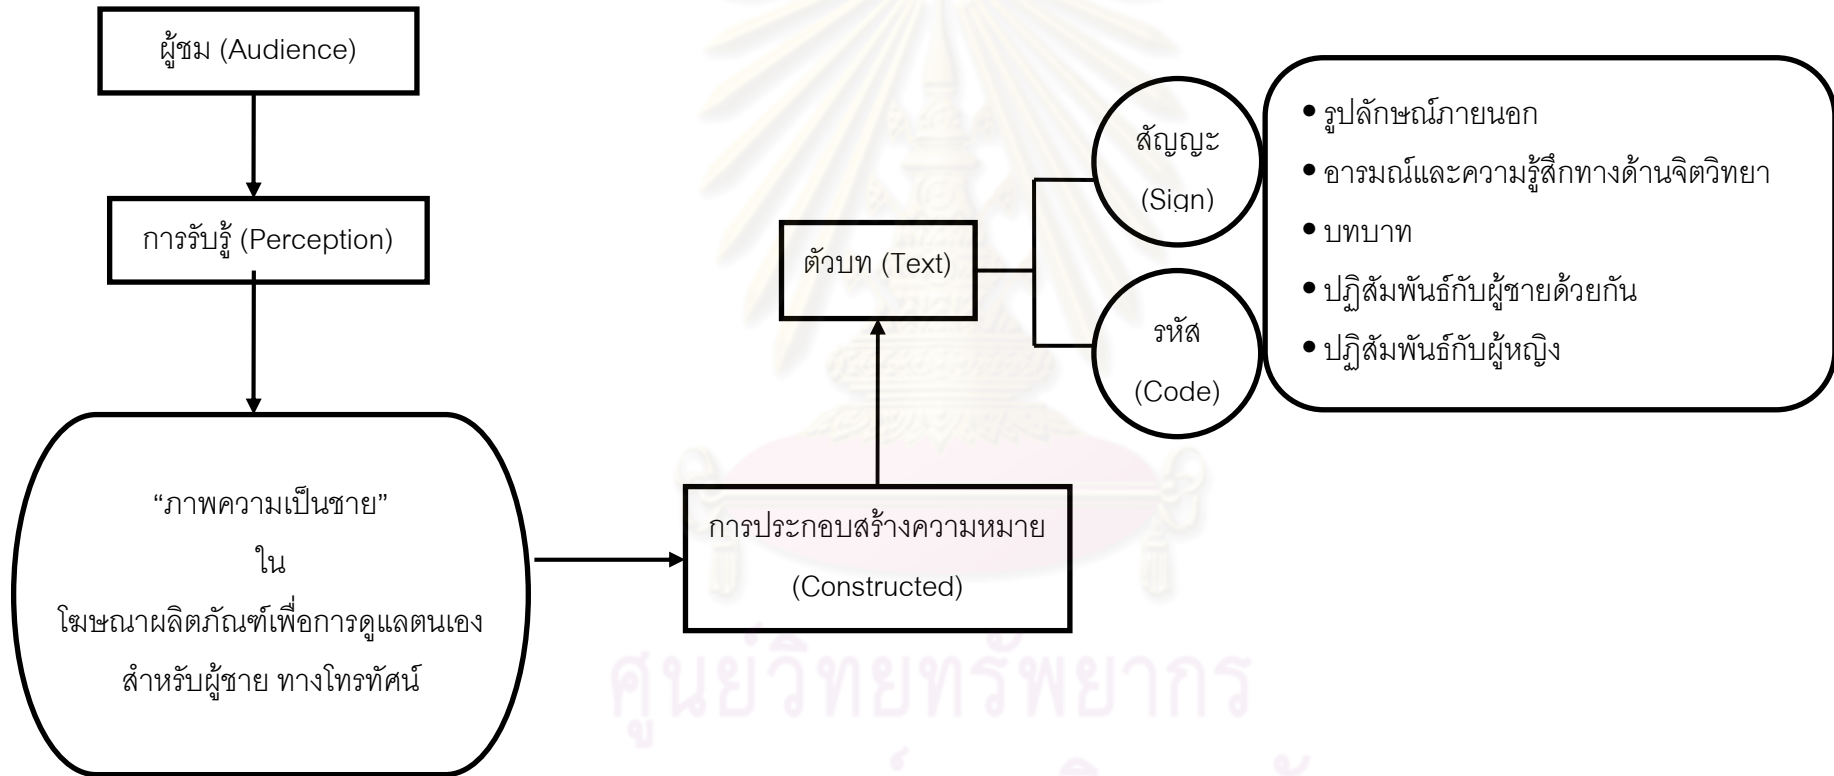 ผู้ชม (Audience)
การรับรู้ (Perception)
“ภาพความเป็นชาย”
ใน
โฆษณาผลิตภัณฑ์เพื่อการดูแลตนเอง
สำหรับผู้ชาย ทางโทรทัศน์
การประกอบสร้างความหมาย
(Constructed)
ตัวบท (Text)
สัญญะ
(Sign)
รหัส
(Code)
• รูปลักษณ์ภายนอก
• อารมณ์และความรู้สึกทางด้านจิตวิทยา
• บทบาท
• ปฏิสัมพันธ์กับผู้ชายด้วยกัน
• ปฏิสัมพันธ์กับผู้หญิง
ศูนย์วิทยทรัพยากร